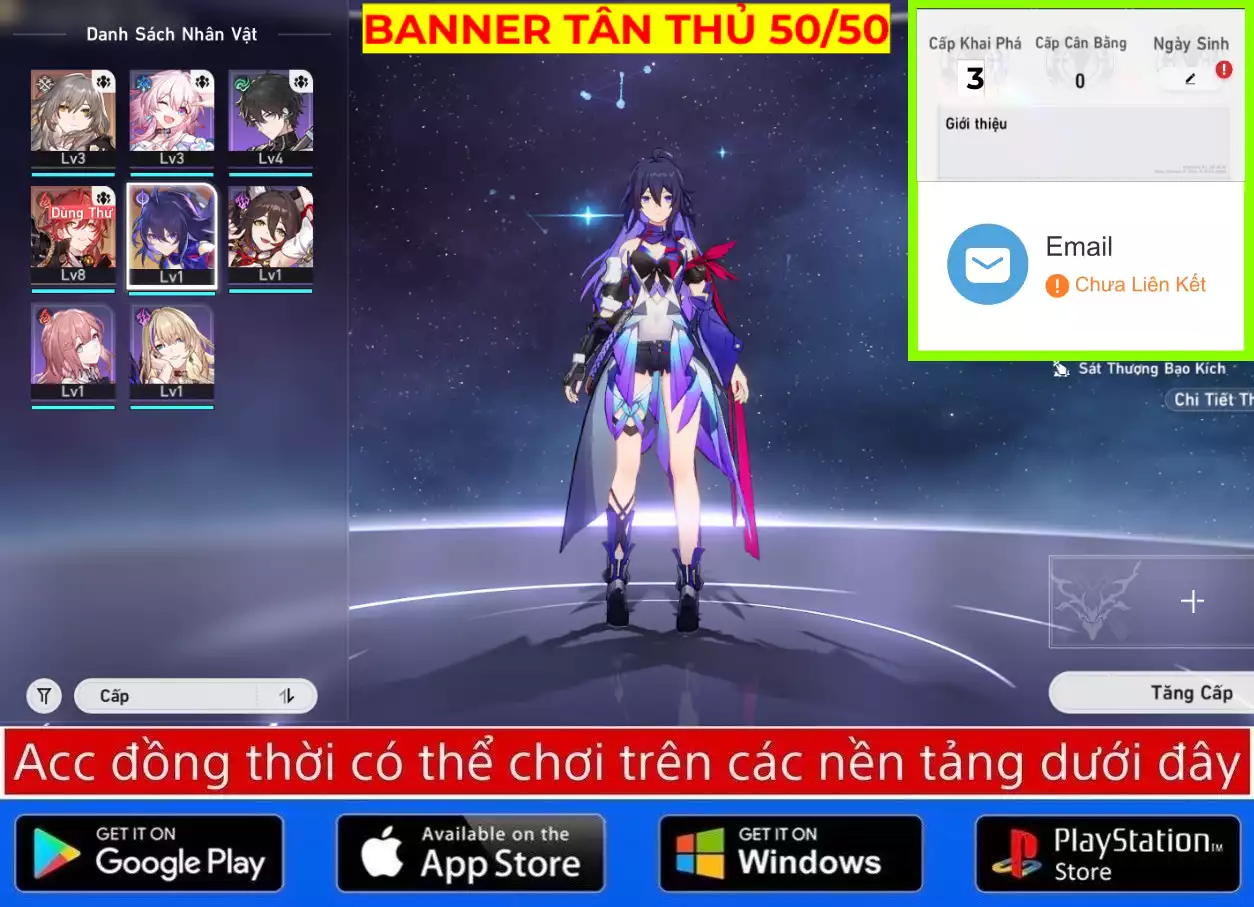 BANNER TÂN THỦ 50/50
Danh Sách Nhân Vật
Lv3
Lv3
Lv4
Dùng Thử
Lv8
Lv1
Lv1
Lv1
Lv1
Cấp
Cấp Khai Phá
Cấp Cân Bằng
Ngày Sinh
3
0
Giới thiệu
Email
Chưa Liên Kết
Sát Thương Bạo Kích
Chi Tiết Th
Tăng Cấp
Acc đồng thời có thể chơi trên các nền tảng dưới đây
GET IT ON
Google Play
Available on the
App Store
GET IT ON
Windows
PlayStation™
Store